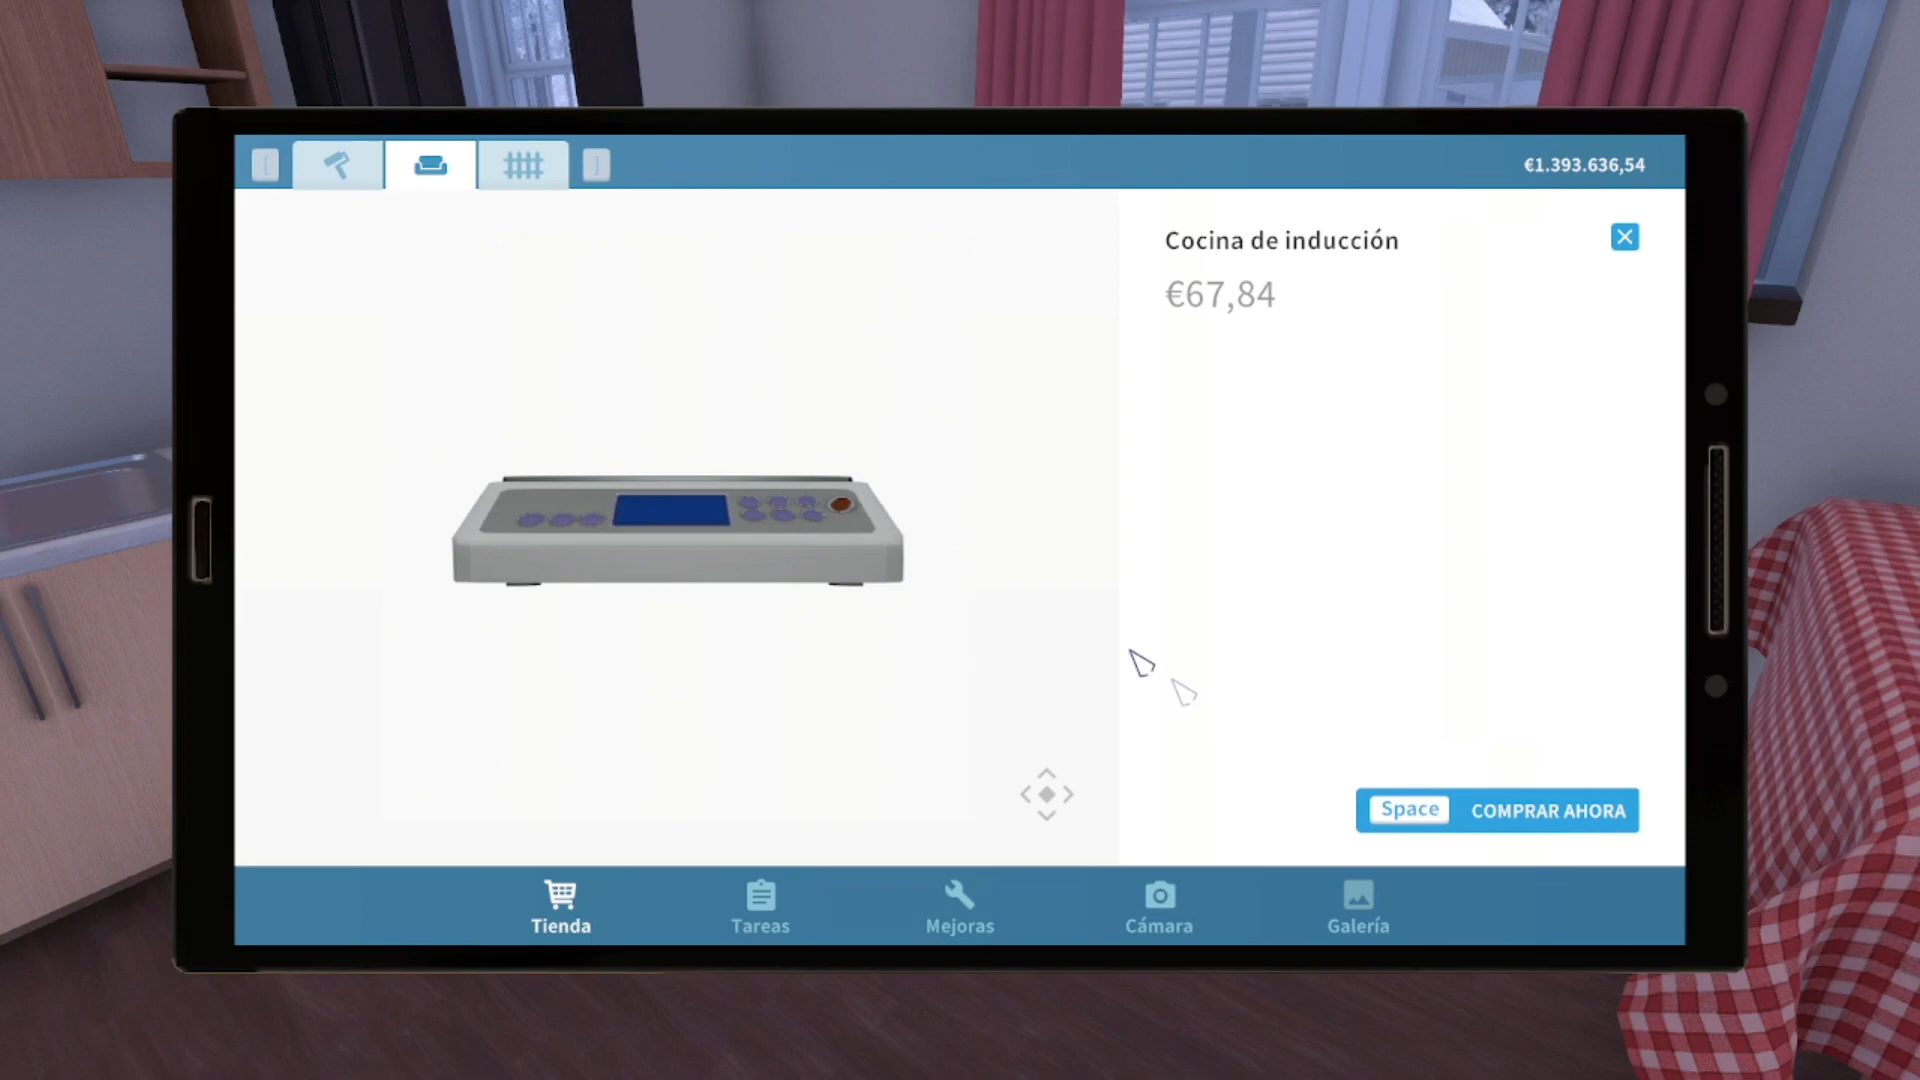 €1.393.636,54
Cocina de inducción
€67,84
Space COMPRAR AHORA
Tienda
Tareas
Mejoras
Cámara
Galería